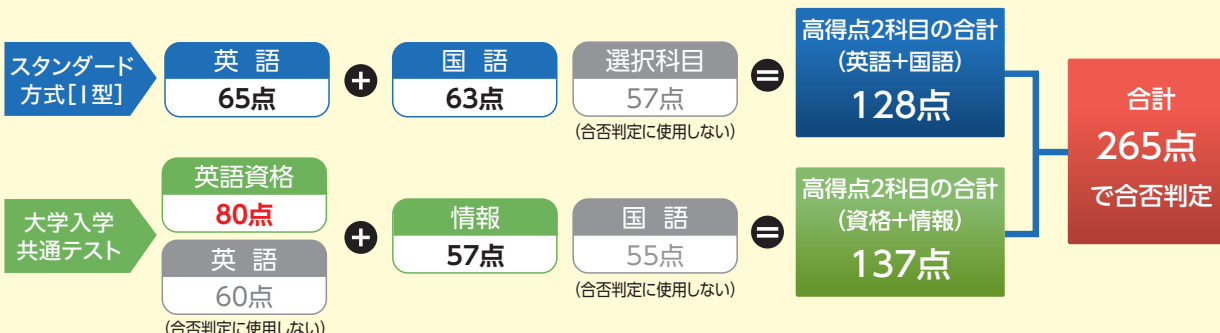 スタンダード
方式[Ⅰ型]
英語
65点
+
国語
63点
選択科目
57点
(合否判定に使用しない)
=
高得点2科目の合計
(英語+国語)
128点
大学入学
共通テスト
英語資格
80点
英語
60点
(合否判定に使用しない)
+
情報
57点
国語
55点
(合否判定に使用しない)
=
高得点2科目の合計
(資格+情報)
137点
合計
265点
で合否判定